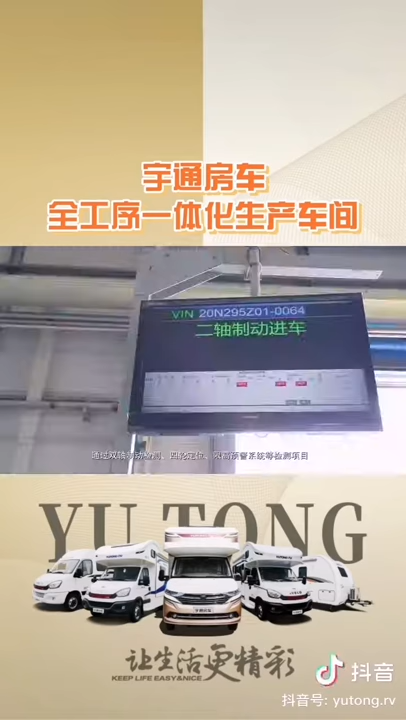 宇通房车
全工序一体化生产车间
VIN 20N295Z01-0064
二轴制动进车
YU TONG
让生活更精彩
KEEP LIFE EASY&NICE
抖音
抖音号: yutong.rv